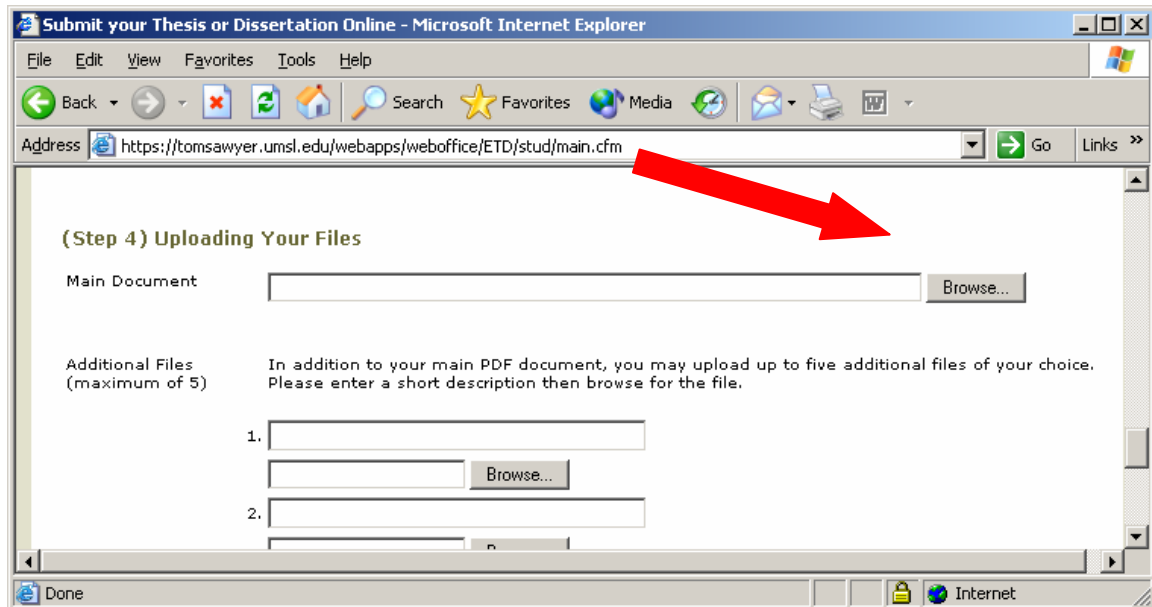 Submit your Thesis or Dissertation Online - Microsoft Internet Explorer
File Edit View Favorites Tools Help
Back Search Favorites Media
Address https://tomsawyer.umsl.edu/webapps/weboffice/ETD/stud/main.cfm Go Links »
(Step 4) Uploading Your Files
Main Document Browse...
Additional Files In addition to your main PDF document, you may upload up to five additional files of your choice.
(maximum of 5) Please enter a short description then browse for the file.
1.
Browse...
2.
Done Internet